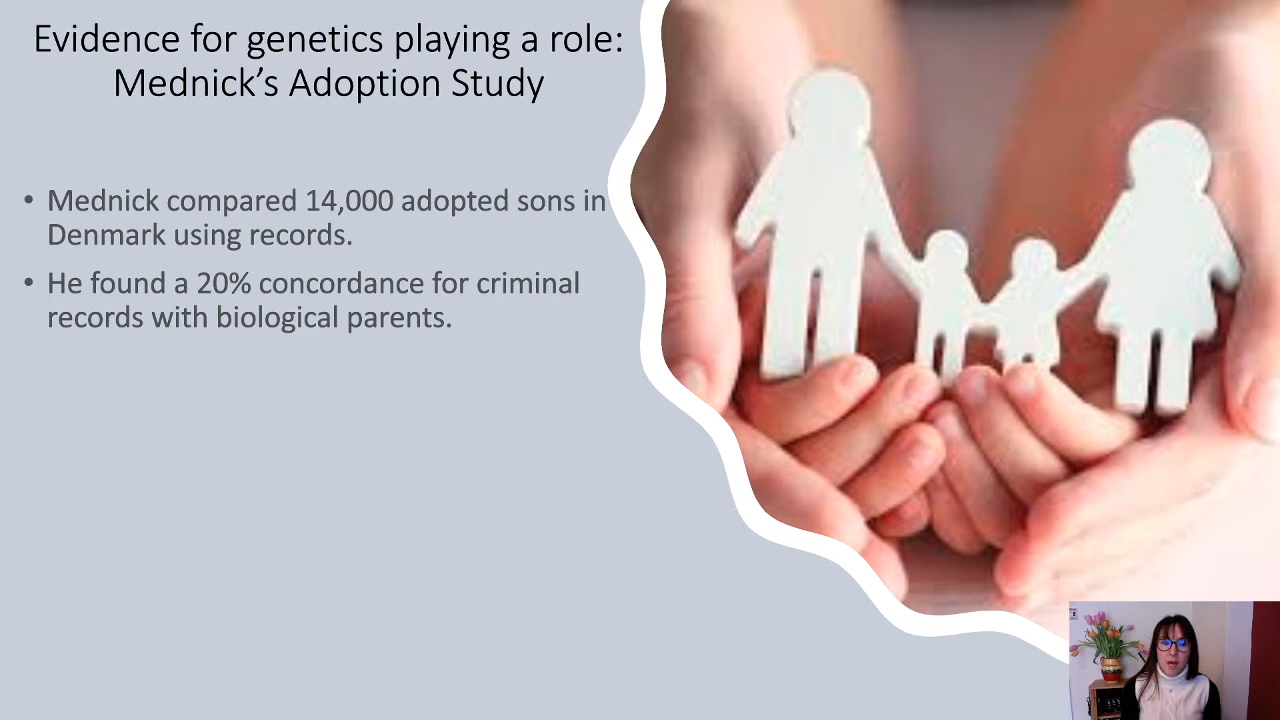 Evidence for genetics playing a role:
Mednick’s Adoption Study
• Mednick compared 14,000 adopted sons in
Denmark using records.
• He found a 20% concordance for criminal
records with biological parents.